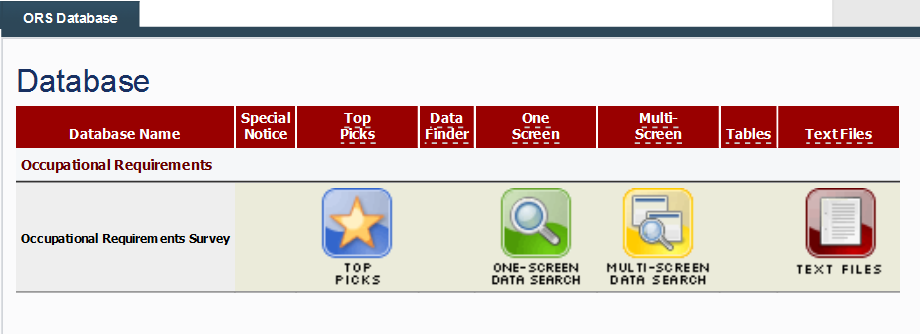 ORS Database
Database
Database Name
Special
Notice
Top
Picks
Data
Finder
One
Screen
Multi-
Screen
Tables
Text Files
Occupational Requirements
Occupational Requirements Survey
TOP
PICKS
ONE-SCREEN
DATA SEARCH
MULTI-SCREEN
DATA SEARCH
TEXT FILES